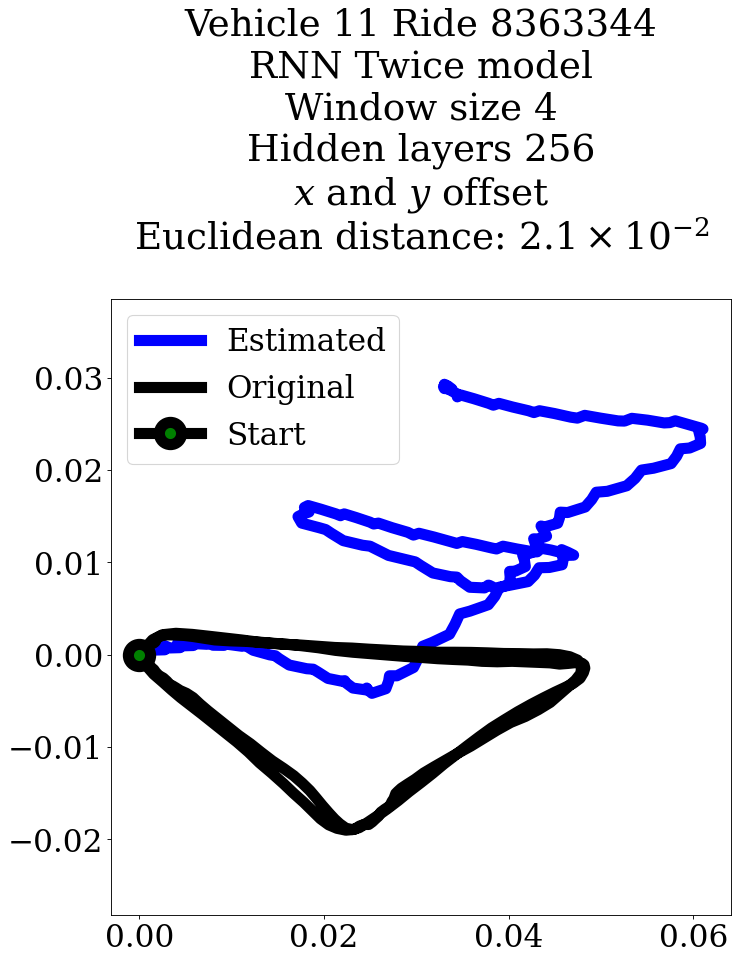 Vehicle 11 Ride 8363344
RNN Twice model
Window size 4
Hidden layers 256
x and y offset
Euclidean distance: 2.1 × 10⁻²
Estimated
Original
Start
0.03
0.02
0.01
0.00
−0.01
−0.02
0.00 0.02 0.04 0.06